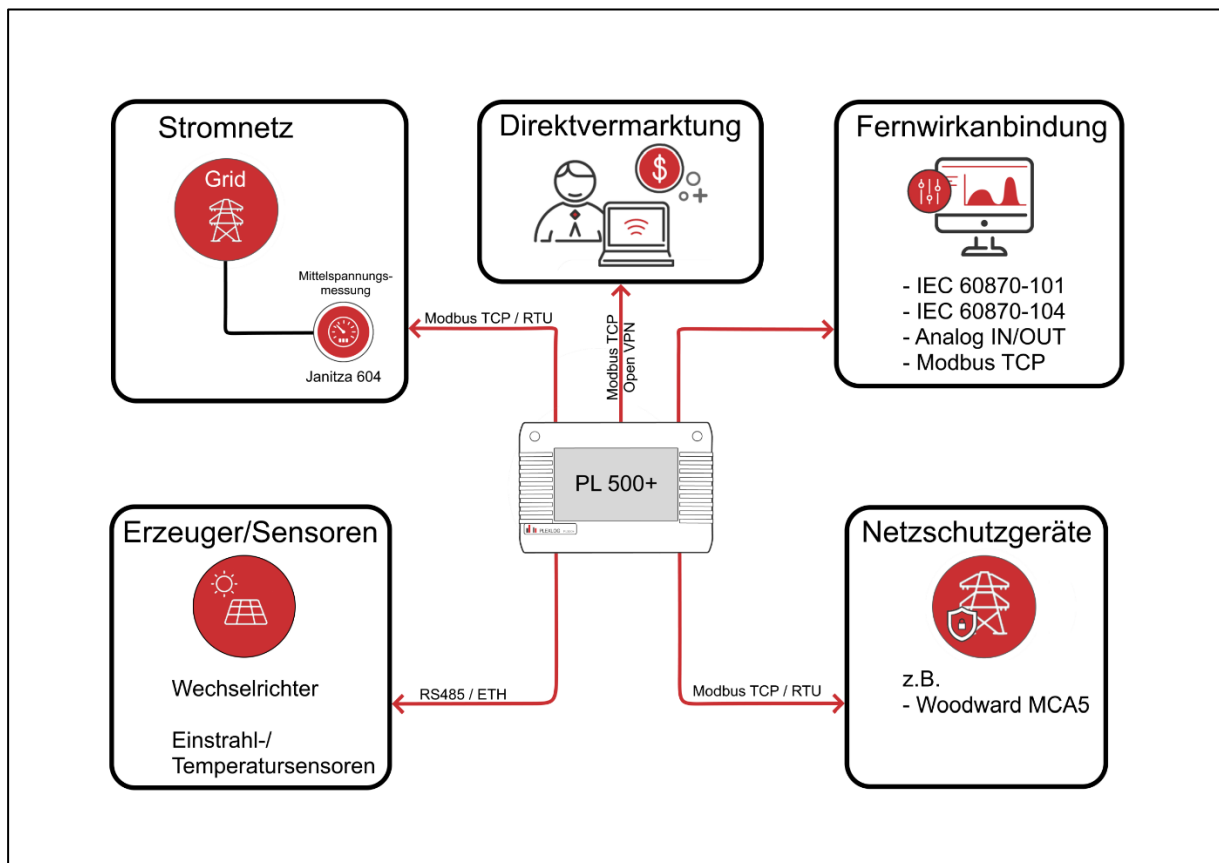 Stromnetz
Grid
Mittelspannungs-
messung
Janitza 604
Direktvermarktung
$
Fernwirkanbindung
- IEC 60870-101
- IEC 60870-104
- Analog IN/OUT
- Modbus TCP
Modbus TCP / RTU
Modbus TCP
Open VPN
PL 500+
PLEXLOG
Erzeuger/Sensoren
Wechselrichter
Einstrahl-/
Temperatursensoren
RS485 / ETH
Modbus TCP / RTU
Netzschutzgeräte
z.B.
- Woodward MCA5